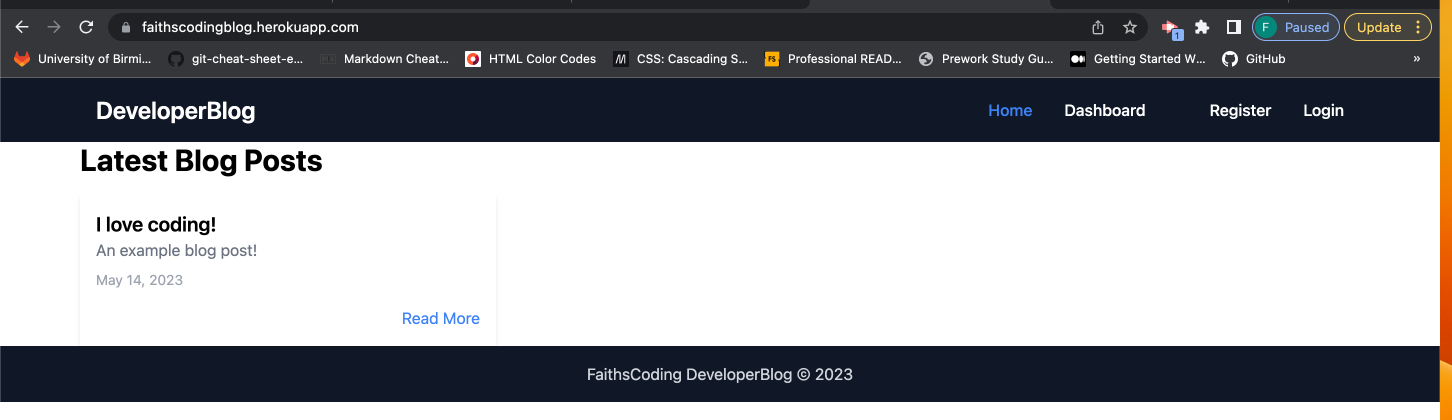 faithscodingblog.herokuapp.com
1
F Paused Update
University of Birmi... git-cheat-sheet-e... Markdown Cheat... HTML Color Codes M CSS: Cascading S... FS Professional READ... Prework Study Gu... Getting Started W... GitHub »
DeveloperBlog Home Dashboard Register Login
Latest Blog Posts
I love coding!
An example blog post!
May 14, 2023
Read More
FaithsCoding DeveloperBlog © 2023